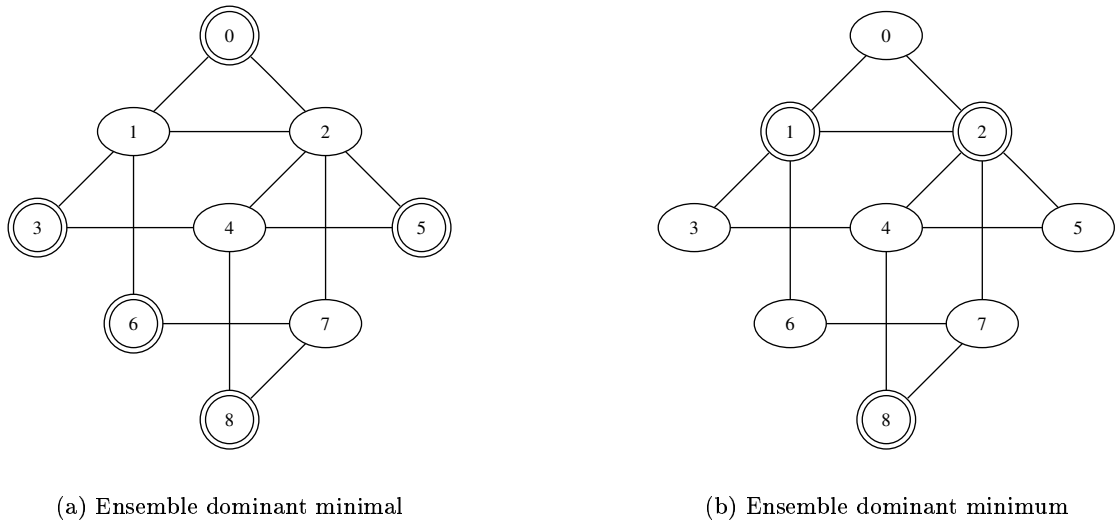 0 0
1 2 1 2
3 4 5 3 4 5
6 7 6 7
8 8
(a) Ensemble dominant minimal (b) Ensemble dominant minimum